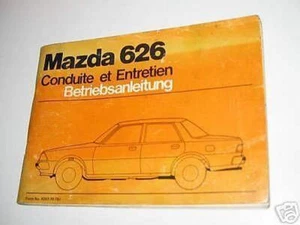 Mazda 626
Conduite et Entretien
Betriebsanleitung